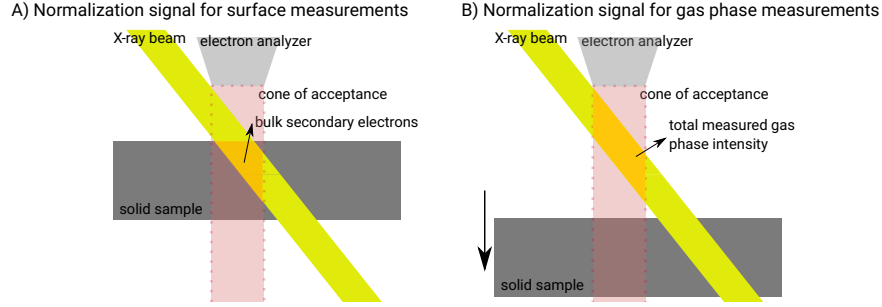 A) Normalization signal for surface measurements
X-ray beam
electron analyzer
cone of acceptance
bulk secondary electrons
solid sample
B) Normalization signal for gas phase measurements
X-ray beam
electron analyzer
cone of acceptance
total measured gas
phase intensity
solid sample